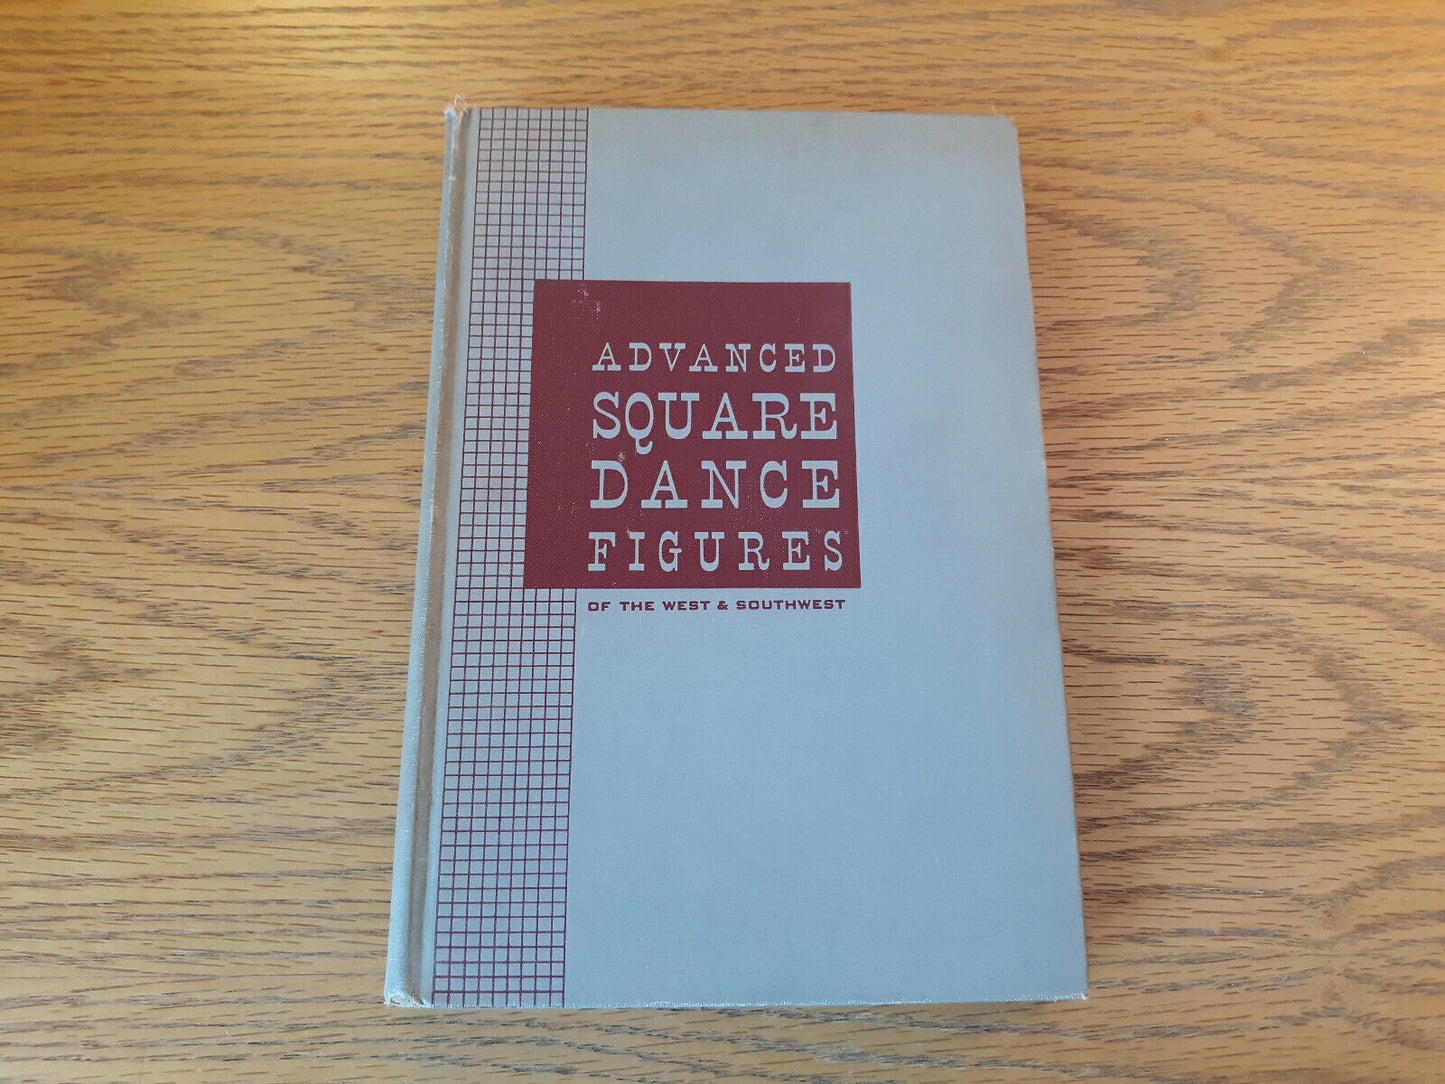 ADVANCED
SQUARE
DANCE
FIGURES
OF THE WEST & SOUTHWEST